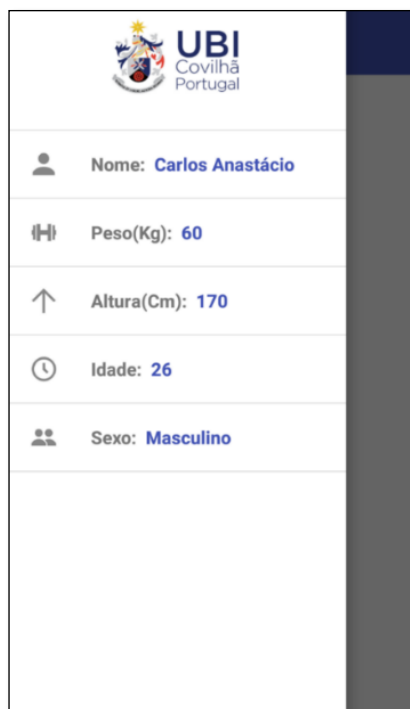 UBI
Covilhã
Portugal
Nome: Carlos Anastácio
Peso(Kg): 60
Altura(Cm): 170
Idade: 26
Sexo: Masculino